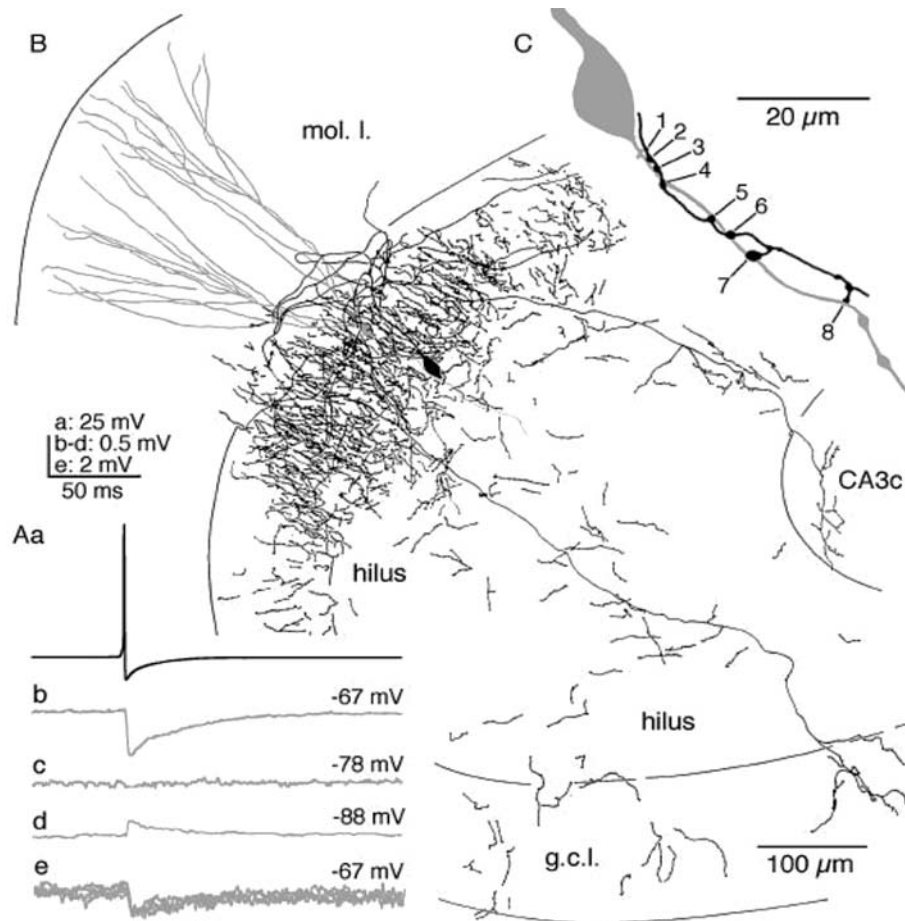 B
C
mol. l.
20 µm
1
2
3
4
5
6
7
8
a: 25 mV
b-d: 0.5 mV
e: 2 mV
50 ms
CA3c
Aa
hilus
b
-67 mV
hilus
c
-78 mV
d
-88 mV
g.c.l.
100 µm
e
-67 mV